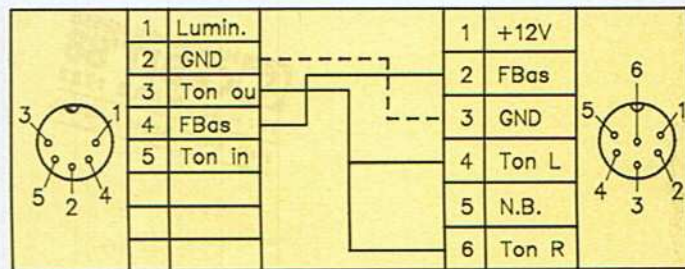 1 Lumin.
2 GND
3 Ton ou
4 FBas
5 Ton in
3 1
5 2 4
1 +12V
2 FBas
3 GND
4 Ton L
5 N.B.
6 Ton R
6
5 1
4 3 2